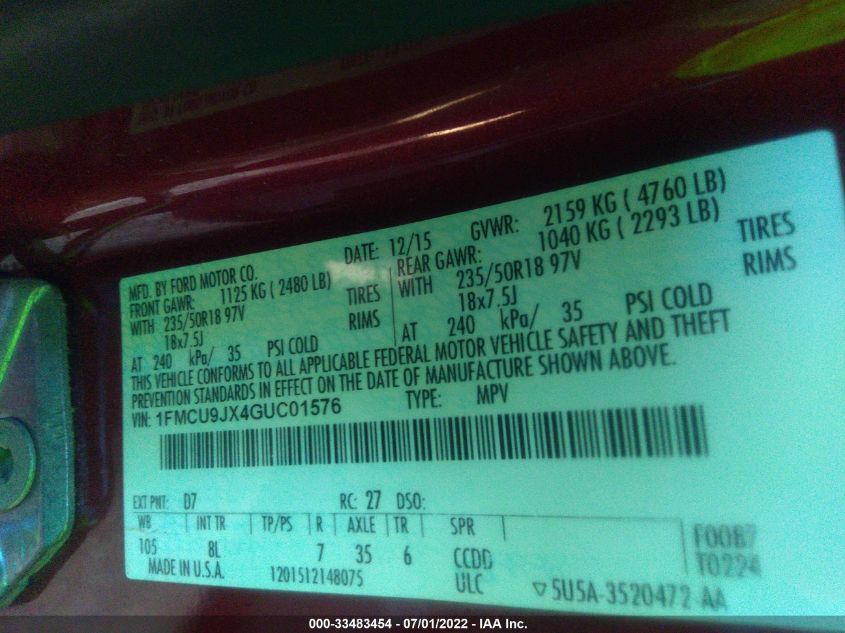 MFD. BY FORD MOTOR CO. DATE: 12/15 GVWR: 2159 KG ( 4760 LB)
FRONT GAWR: 1125 KG ( 2480 LB) REAR GAWR: 1040 KG ( 2293 LB)
WITH 235/50R18 97V TIRES WITH 235/50R18 97V TIRES
18x7.5J RIMS 18x7.5J RIMS
AT 240 kPa/ 35 PSI COLD AT 240 kPa/ 35 PSI COLD
THIS VEHICLE CONFORMS TO ALL APPLICABLE FEDERAL MOTOR VEHICLE SAFETY AND THEFT
PREVENTION STANDARDS IN EFFECT ON THE DATE OF MANUFACTURE SHOWN ABOVE.
VIN: 1FMCU9JX4GUC01576 TYPE: MPV
EXT PNT: D7 RC: 27 DSO:
WB INT TR TP/PS R AXLE TR SPR F0087
105 8L 7 35 6 CCDD T0224
MADE IN U.S.A. 1201512148075 ULC 5U5A-3520472-AA
000-33483454 - 07/01/2022 - IAA Inc.